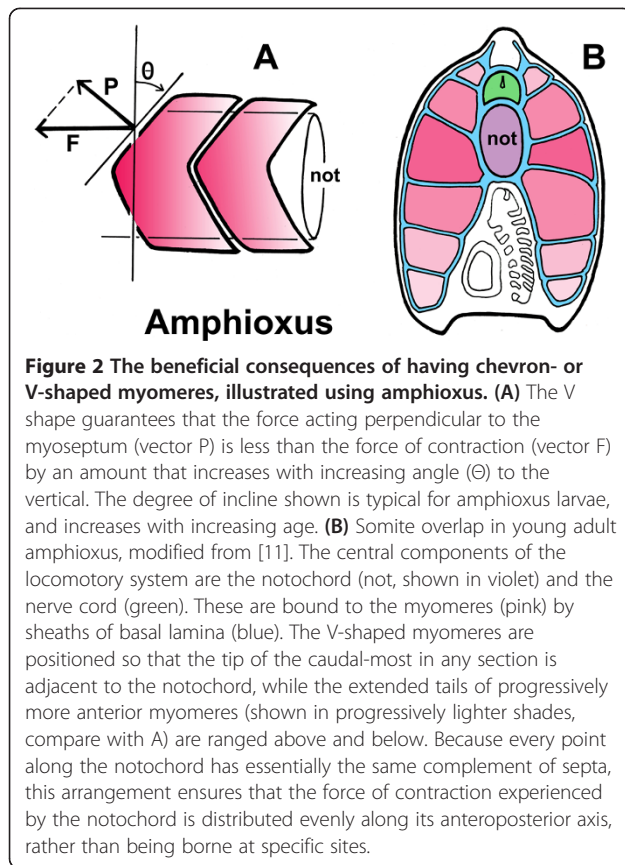 A
B
θ
P
F
not
not
Amphioxus
Figure 2 The beneficial consequences of having chevron- or
V-shaped myomeres, illustrated using amphioxus. (A) The V
shape guarantees that the force acting perpendicular to the
myoseptum (vector P) is less than the force of contraction (vector F)
by an amount that increases with increasing angle (Θ) to the
vertical. The degree of incline shown is typical for amphioxus larvae,
and increases with increasing age. (B) Somite overlap in young adult
amphioxus, modified from [11]. The central components of the
locomotory system are the notochord (not, shown in violet) and the
nerve cord (green). These are bound to the myomeres (pink) by
sheaths of basal lamina (blue). The V-shaped myomeres are
positioned so that the tip of the caudal-most in any section is
adjacent to the notochord, while the extended tails of progressively
more anterior myomeres (shown in progressively lighter shades,
compare with A) are ranged above and below. Because every point
along the notochord has essentially the same complement of septa,
this arrangement ensures that the force of contraction experienced
by the notochord is distributed evenly along its anteroposterior axis,
rather than being borne at specific sites.